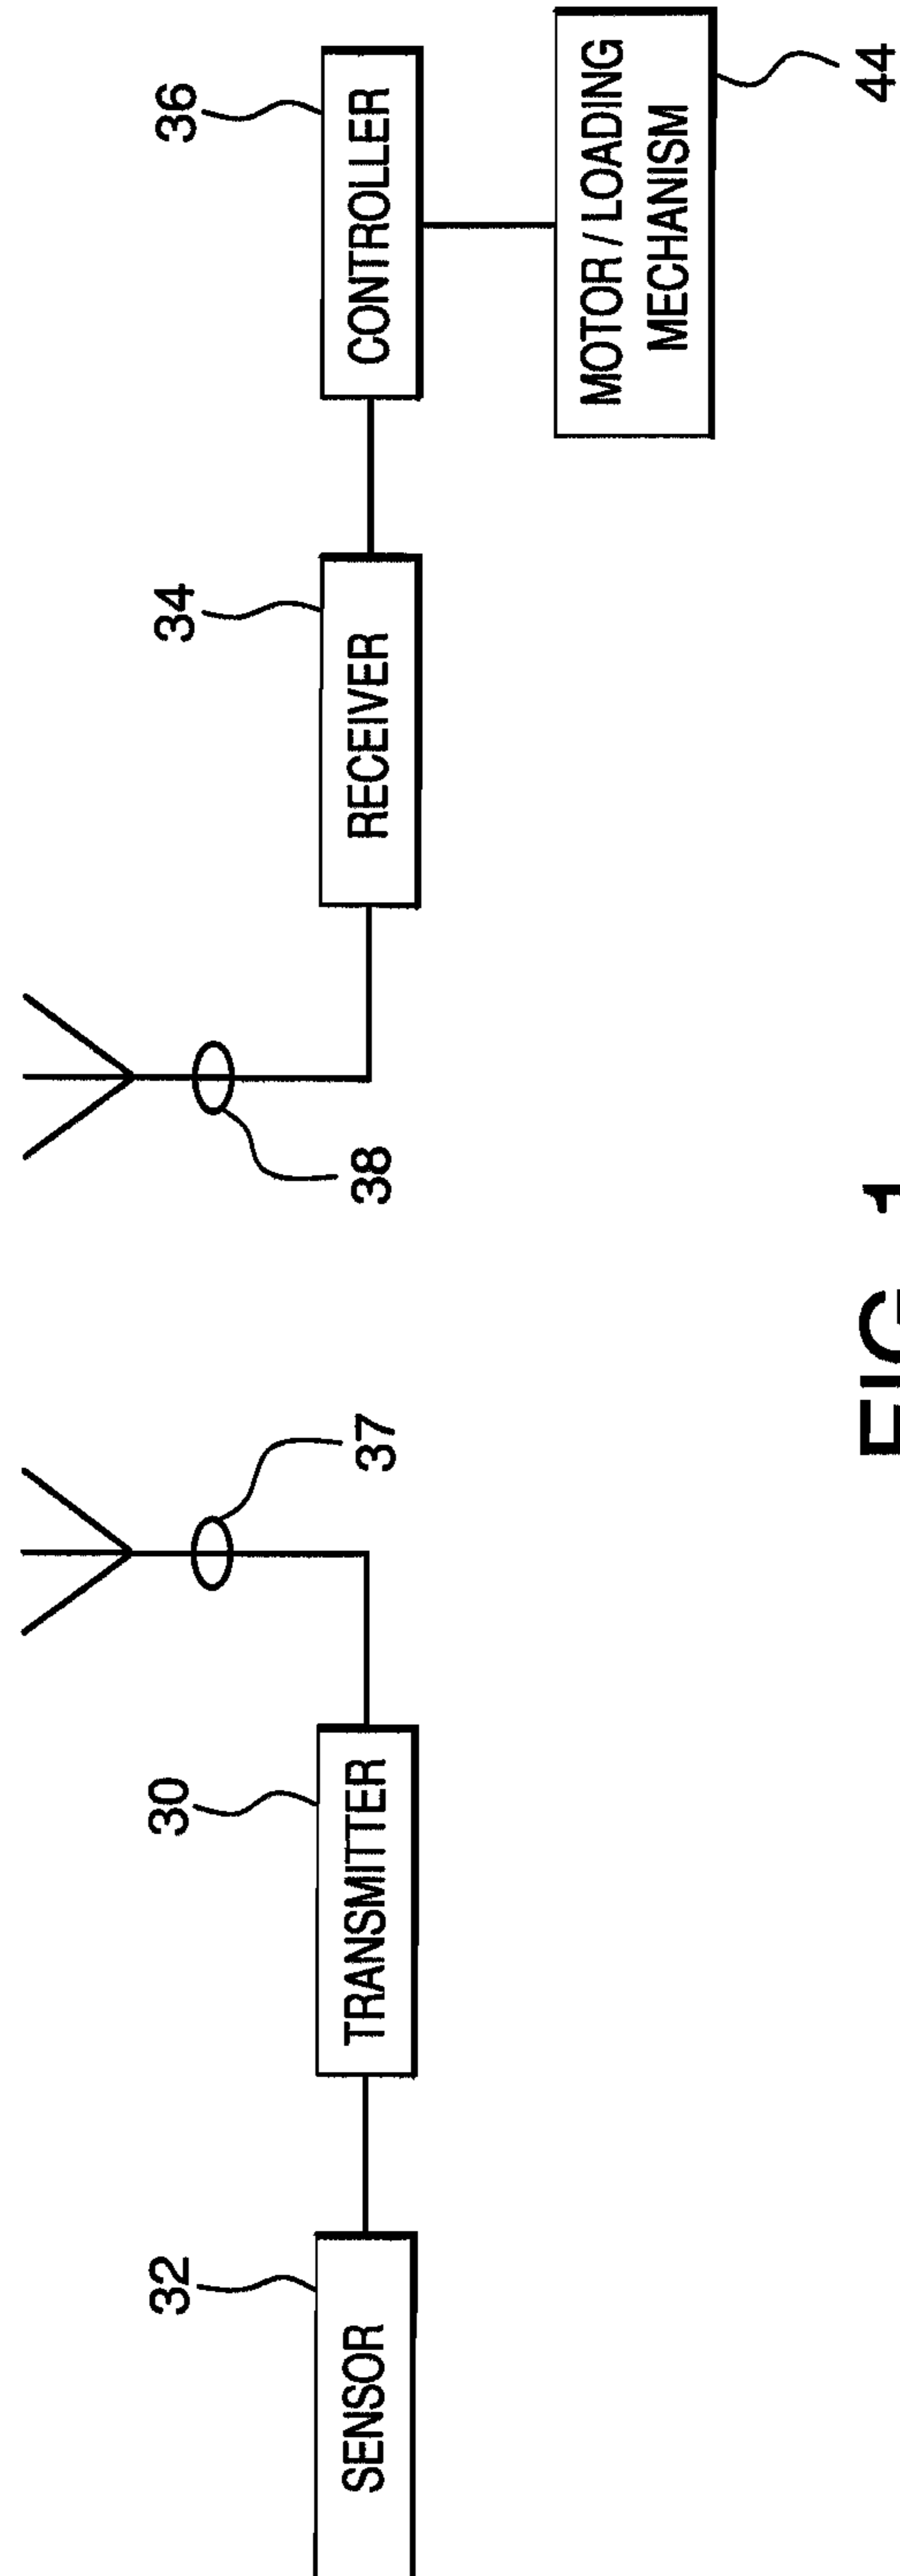 32
SENSOR
30
TRANSMITTER
37
38
34
RECEIVER
36
CONTROLLER
MOTOR / LOADING
MECHANISM
44
FIG. 1